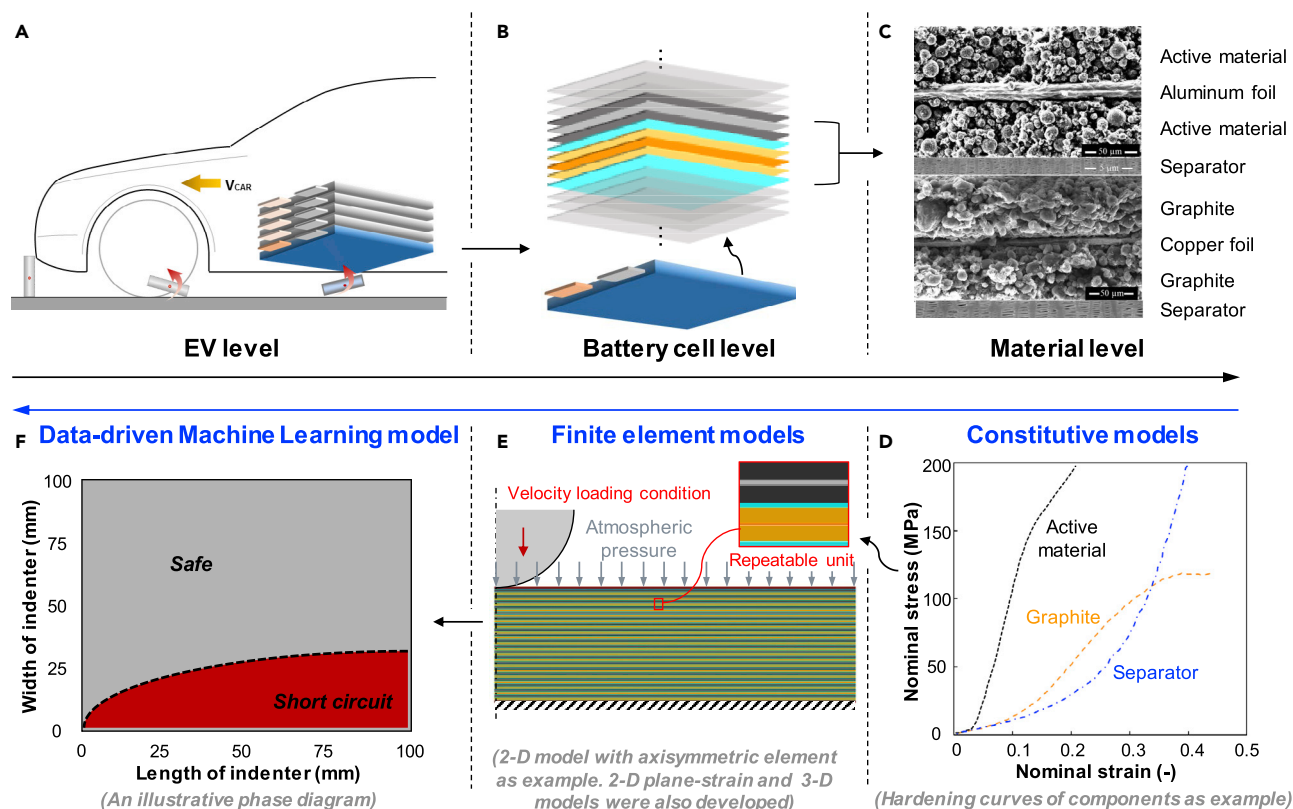 A
V CAR
EV level
B
Battery cell level
C
Active material
Aluminum foil
Active material
50 μm
Separator
5 μm
Graphite
Copper foil
Graphite
50 μm
Separator
Material level
F
Data-driven Machine Learning model
100
75
50
25
0
Width of indenter (mm)
Safe
Short circuit
0 25 50 75 100
Length of indenter (mm)
(An illustrative phase diagram)
E
Finite element models
Velocity loading condition
Atmospheric
pressure
Repeatable unit
(2-D model with axisymmetric element
as example. 2-D plane-strain and 3-D
models were also developed)
D
Constitutive models
200
150
100
50
0
Nominal stress (MPa)
Active
material
Graphite
Separator
0 0.1 0.2 0.3 0.4 0.5
Nominal strain (-)
(Hardening curves of components as example)